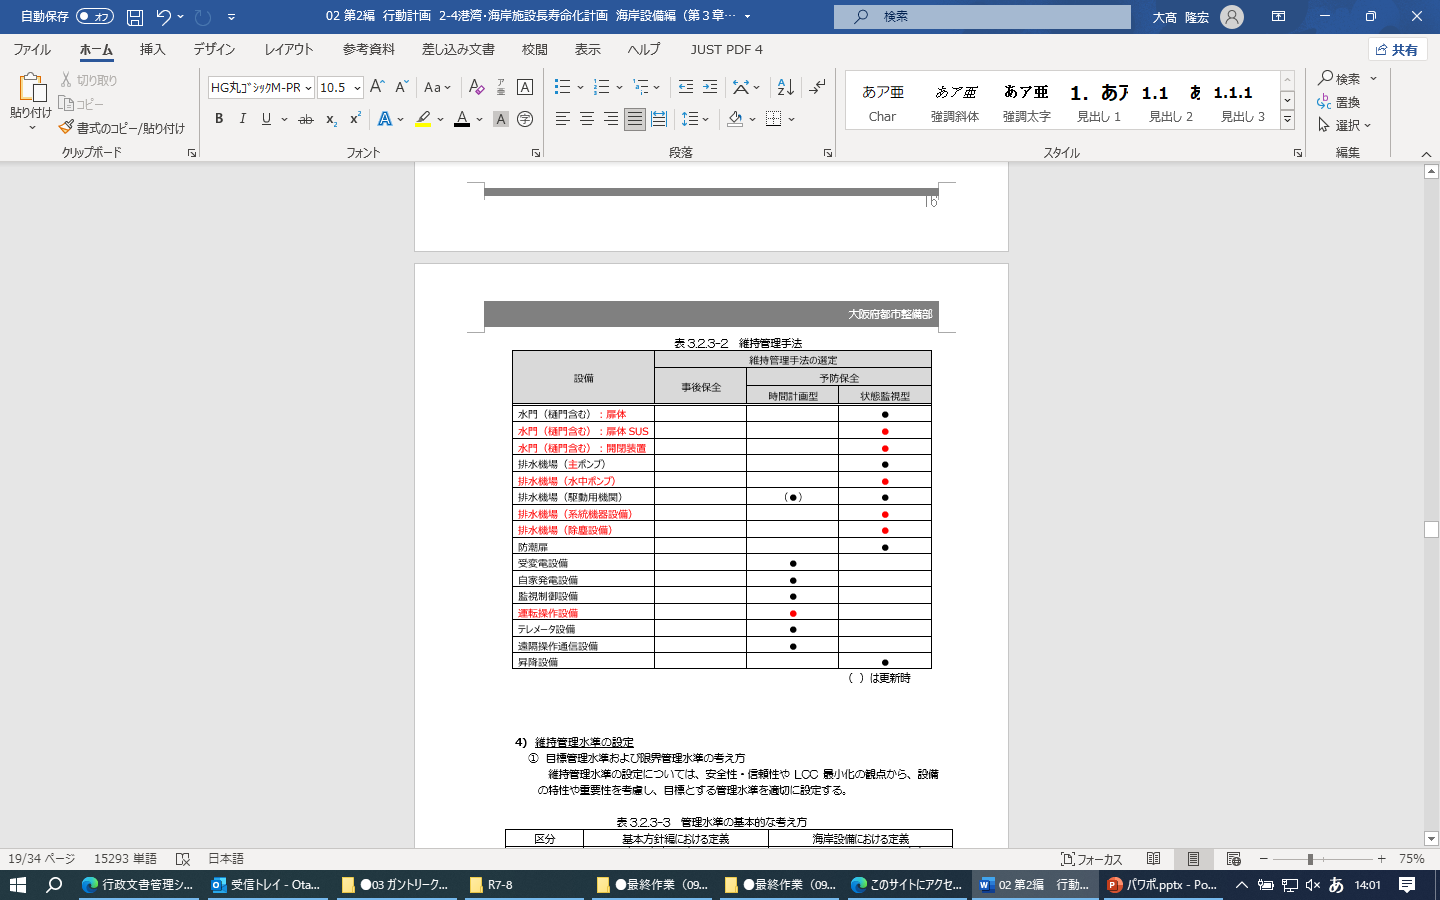 自動保存 オフ 02 第2編 行動計画 2-4港湾・海岸施設長寿命化計画 海岸設備編（第３章… 検索 大髙 隆宏
ファイル ホーム 挿入 デザイン レイアウト 参考資料 差し込み文書 校閲 表示 ヘルプ JUST PDF 4 共有
貼り付け 切り取り コピー 書式のコピー/貼り付け
HG丸ｺﾞｼｯｸM-PR 10.5
あア亜 あア亜 あア亜 1. あア 1.1 あ 1.1.1
Char 強調斜体 強調太字 見出し 1 見出し 2 見出し 3
検索 置換 選択
クリップボード フォント 段落 スタイル 編集
16
大阪府都市整備部
表 3.2.3-2 維持管理手法
設備 維持管理手法の選定
事後保全 予防保全
時間計画型 状態監視型
水門（樋門含む）：扉体 ●
水門（樋門含む）：扉体 SUS ●
水門（樋門含む）：開閉装置 ●
排水機場（主ポンプ） ●
排水機場（水中ポンプ） ●
排水機場（駆動用機関） （●） ●
排水機場（系統機器設備） ●
排水機場（除塵設備） ●
防潮扉 ●
受変電設備 ●
自家発電設備 ●
監視制御設備 ●
運転操作設備 ●
テレメータ設備 ●
遠隔操作通信設備 ●
昇降設備 ●
（ ）は更新時
4) 維持管理水準の設定
① 目標管理水準および限界管理水準の考え方
維持管理水準の設定については、安全性・信頼性や LCC 最小化の観点から、設備
の特性や重要性を考慮し、目標とする管理水準を適切に設定する。
表 3.2.3-3 管理水準の基本的な考え方
区分 基本方針編における定義 海岸設備における定義
19/34 ページ 15293 単語 日本語 フォーカス 75%
行政文書管理シ... 受信トレイ - Ota... ●03 ガントリーク... R7-8 ●最終作業（09... ●最終作業（09... このサイトにアクセ... 02 第2編 行動... パワポ.pptx - Po... あ 14:01